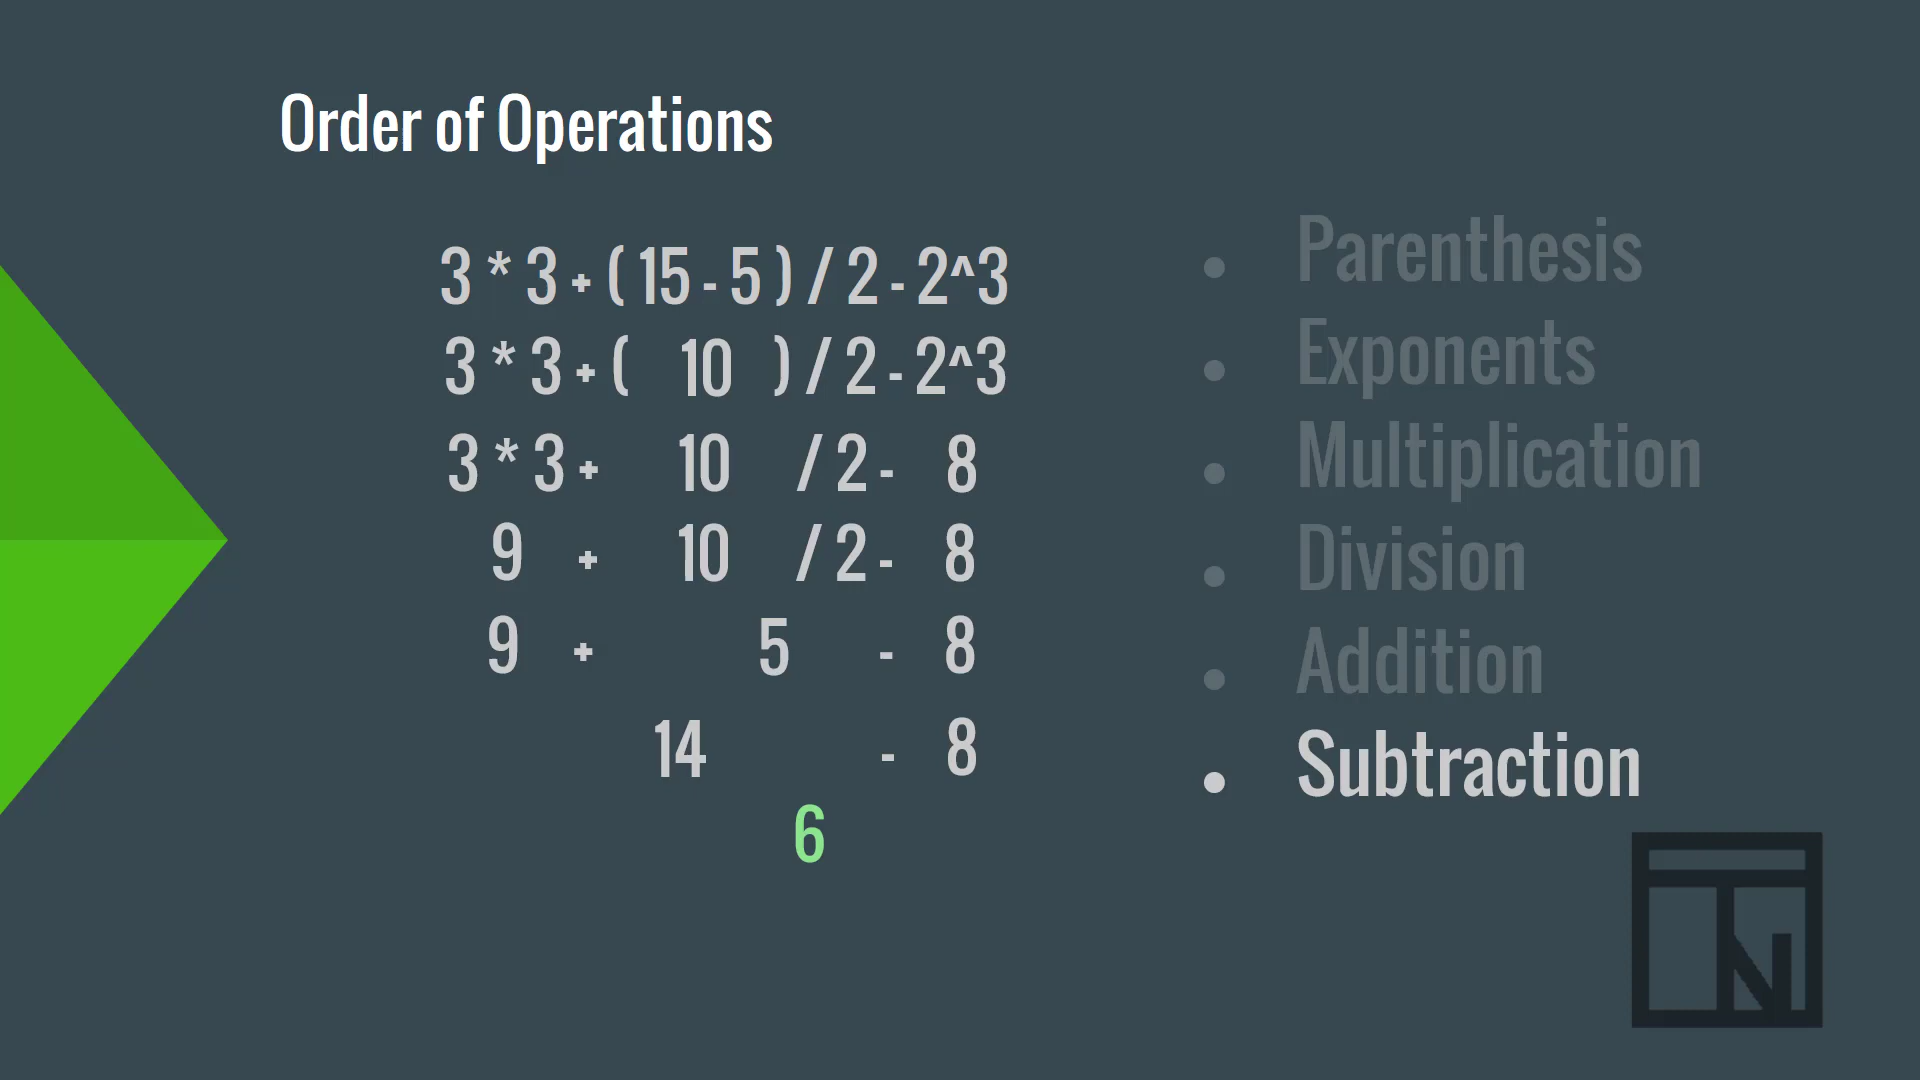 Order of Operations
3 * 3 + ( 15 - 5 ) / 2 - 2^3
3 * 3 + ( 10 ) / 2 - 2^3
3 * 3 + 10 / 2 - 8
9 + 10 / 2 - 8
9 + 5 - 8
14 - 8
6
• Parenthesis
• Exponents
• Multiplication
• Division
• Addition
• Subtraction
TN